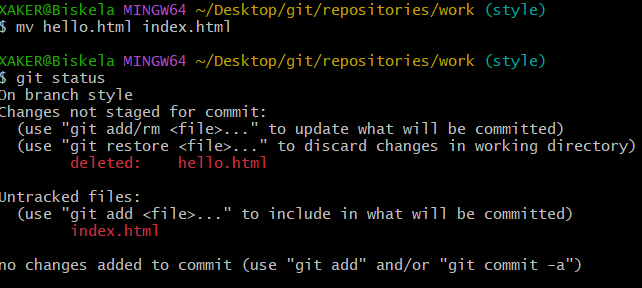 XAKER@Biskela MINGW64 ~/Desktop/git/repositories/work (style)
$ mv hello.html index.html
XAKER@Biskela MINGW64 ~/Desktop/git/repositories/work (style)
$ git status
On branch style
Changes not staged for commit:
(use "git add/rm <file>..." to update what will be committed)
(use "git restore <file>..." to discard changes in working directory)
deleted: hello.html
Untracked files:
(use "git add <file>..." to include in what will be committed)
index.html
no changes added to commit (use "git add" and/or "git commit -a")